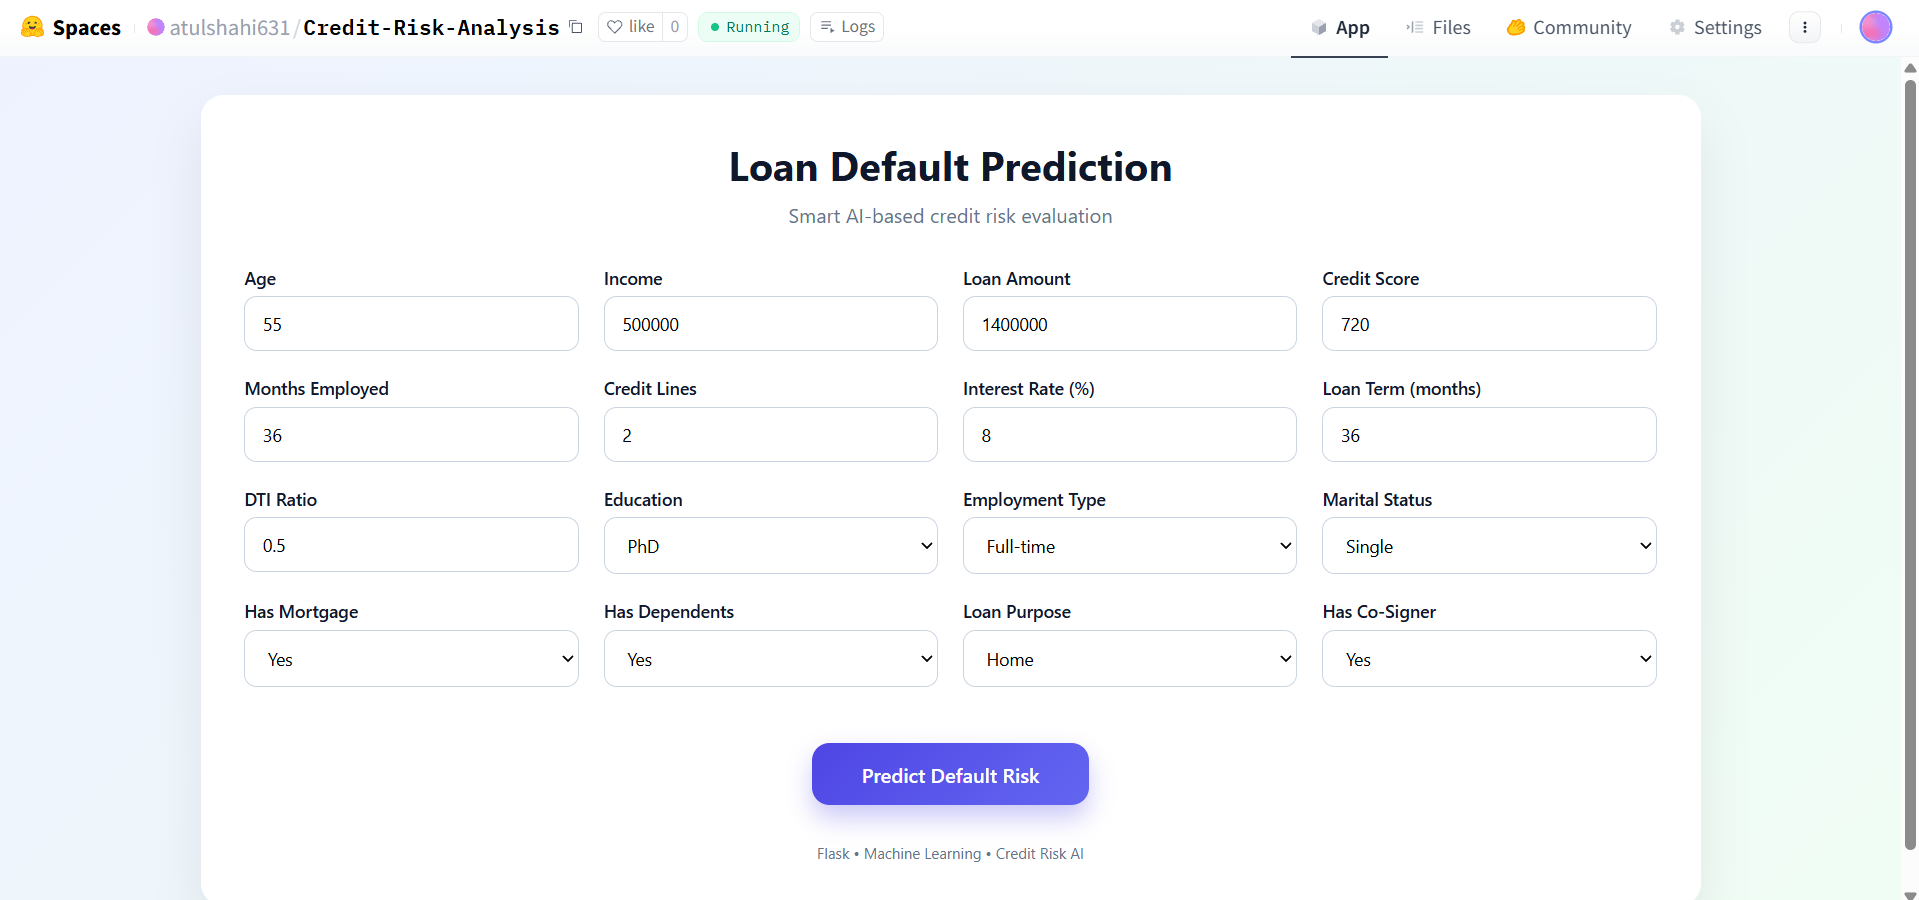 Spaces atulshahi631/Credit-Risk-Analysis like 0 Running Logs App Files Community Settings
Loan Default Prediction
Smart AI-based credit risk evaluation
Age Income Loan Amount Credit Score
55 500000 1400000 720
Months Employed Credit Lines Interest Rate (%) Loan Term (months)
36 2 8 36
DTI Ratio Education Employment Type Marital Status
0.5 PhD Full-time Single
Has Mortgage Has Dependents Loan Purpose Has Co-Signer
Yes Yes Home Yes
Predict Default Risk
Flask • Machine Learning • Credit Risk AI